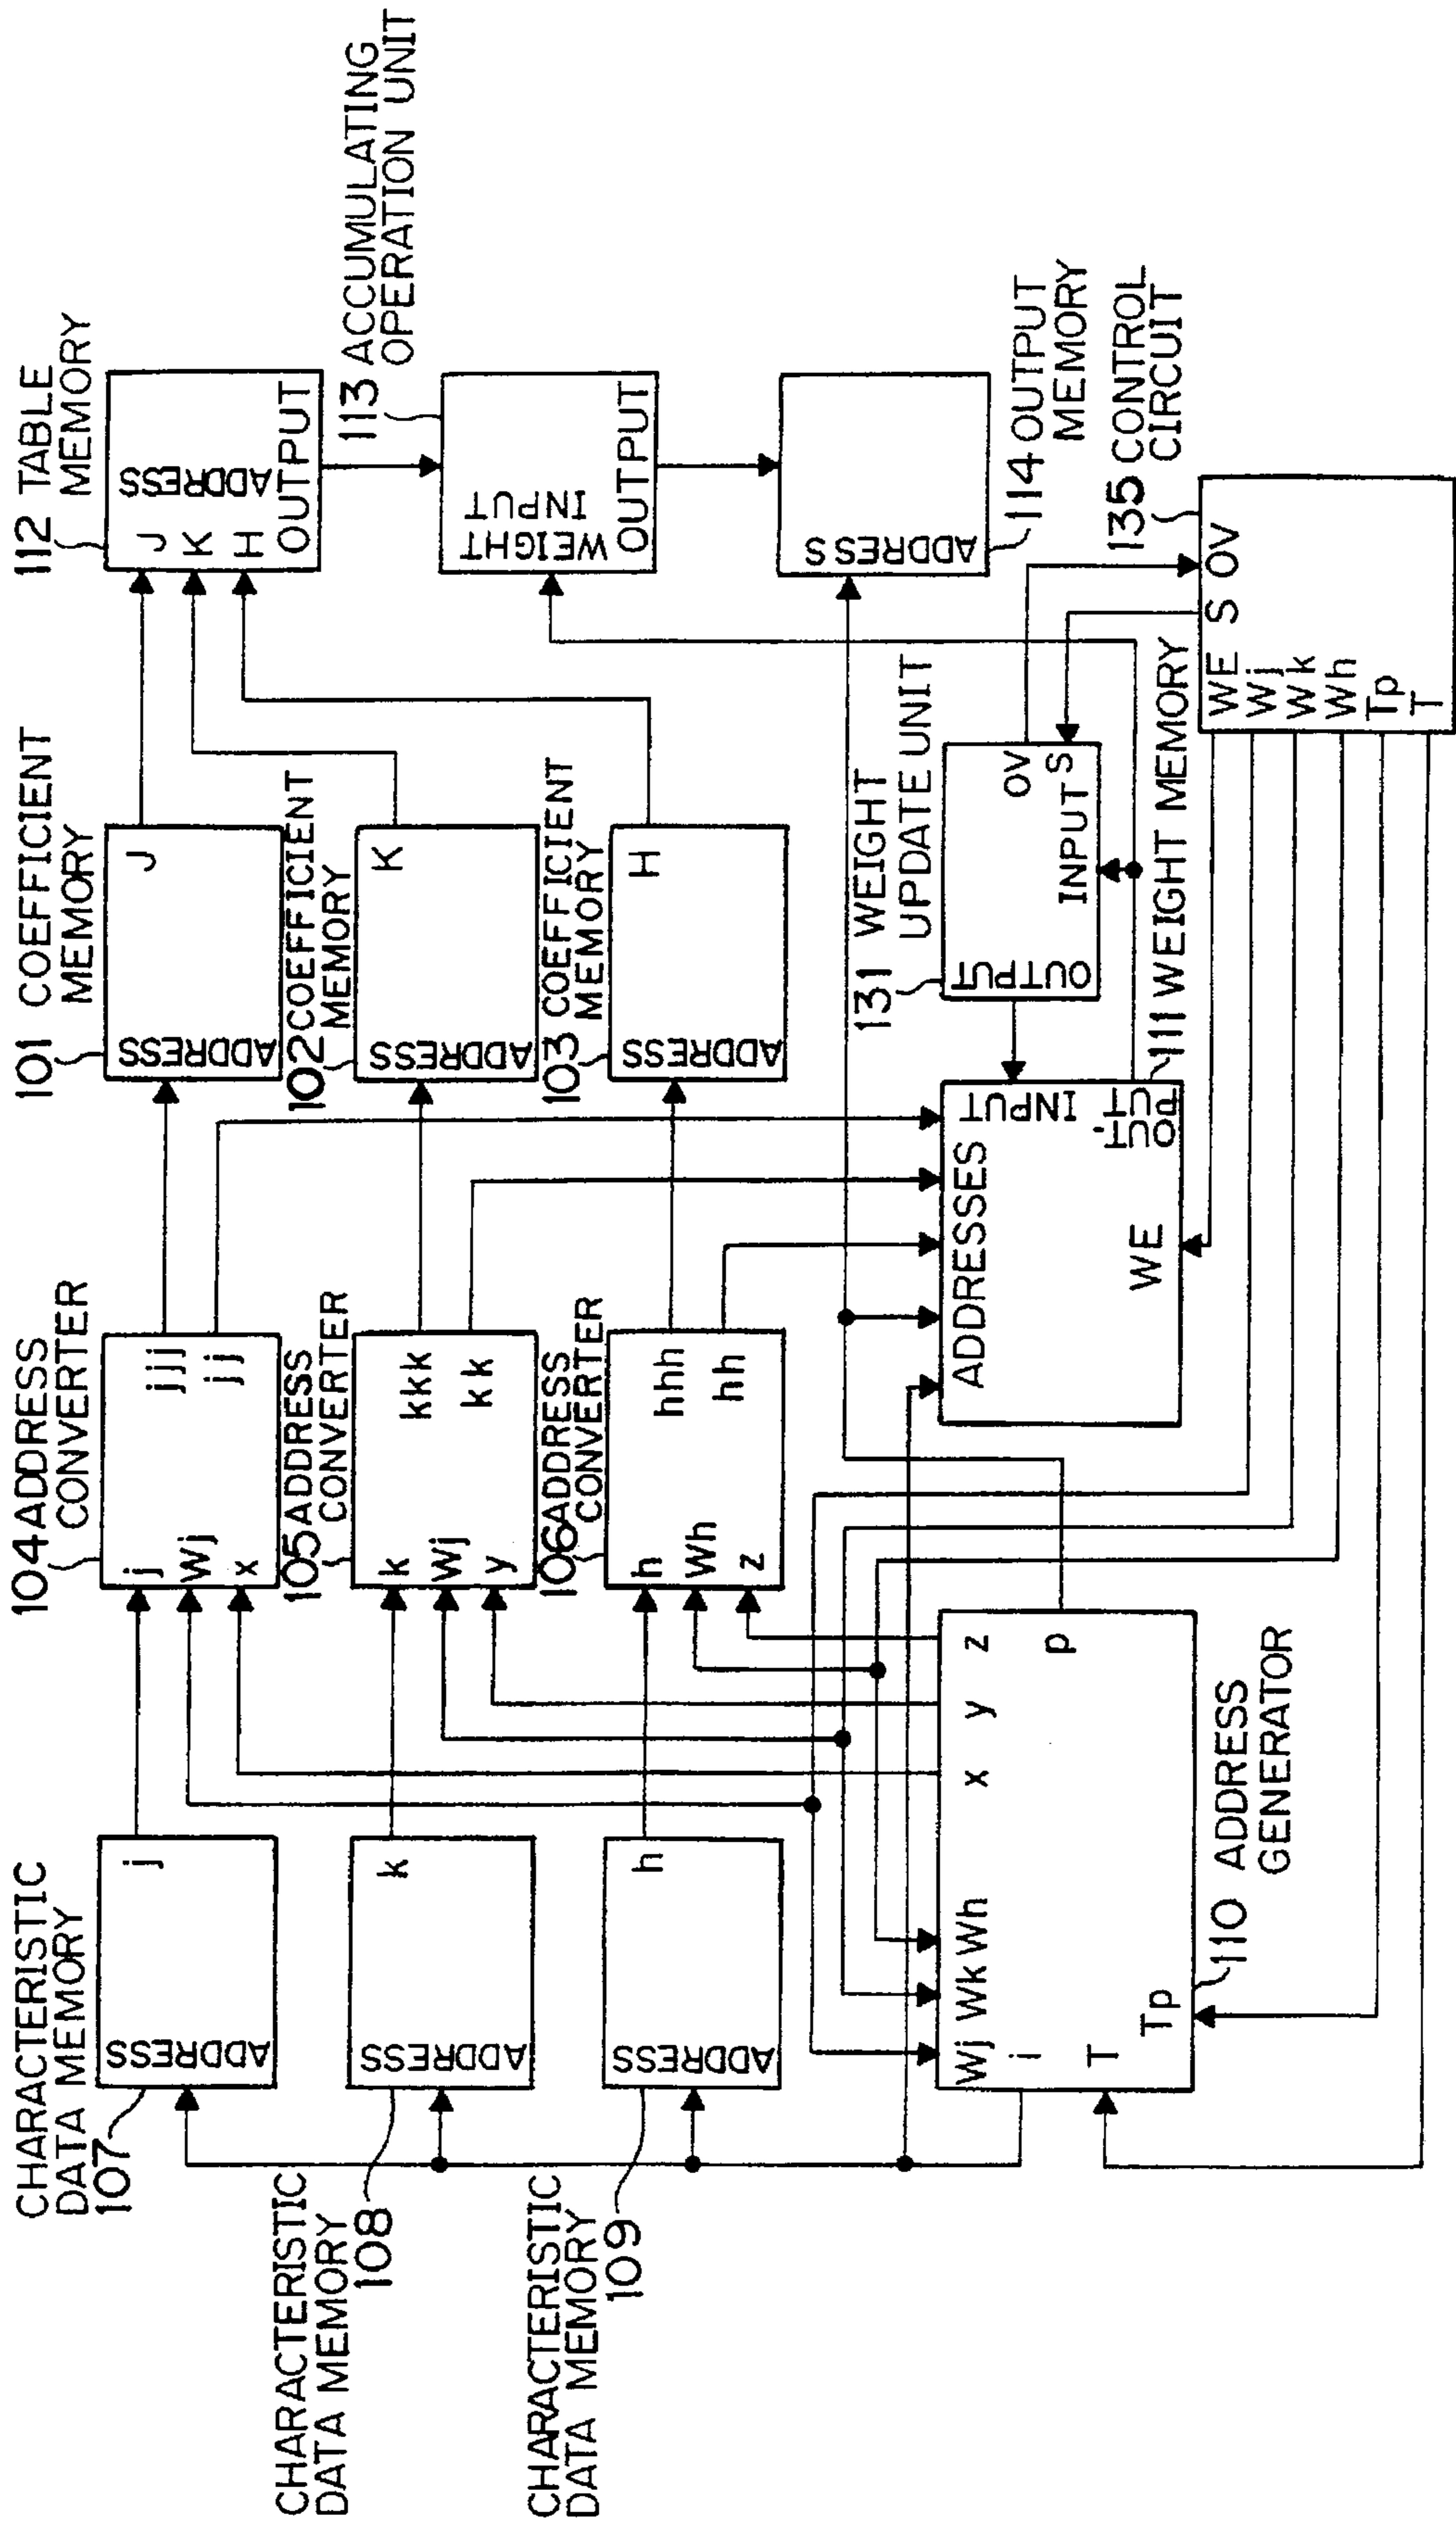 CHARACTERISTIC
DATA MEMORY
107
ADDRESS
j
CHARACTERISTIC
DATA MEMORY
108
ADDRESS
k
CHARACTERISTIC
DATA MEMORY
109
ADDRESS
h
104 ADDRESS
CONVERTER
j
Wj
x
jjj
jj
105 ADDRESS
CONVERTER
k
Wj
y
kkk
kk
106 ADDRESS
CONVERTER
h
Wh
z
hhh
hh
101 COEFFICIENT
MEMORY
ADDRESS
J
102 COEFFICIENT
MEMORY
ADDRESS
K
103 COEFFICIENT
MEMORY
ADDRESS
H
112 TABLE
MEMORY
J
K
H
ADDRESS
OUTPUT
113 ACCUMULATING
OPERATION UNIT
WEIGHT
INPUT
OUTPUT
ADDRESS
114 OUTPUT
MEMORY
Wj Wk Wh
x y z
i
p
T
Tp
110 ADDRESS
GENERATOR
ADDRESSES
INPUT
OUT-
PUT
WE
111 WEIGHT MEMORY
131 WEIGHT
UPDATE UNIT
OUTPUT
OV
S
INPUT
135 CONTROL
CIRCUIT
WE S OV
Wj
Wk
Wh
Tp
T